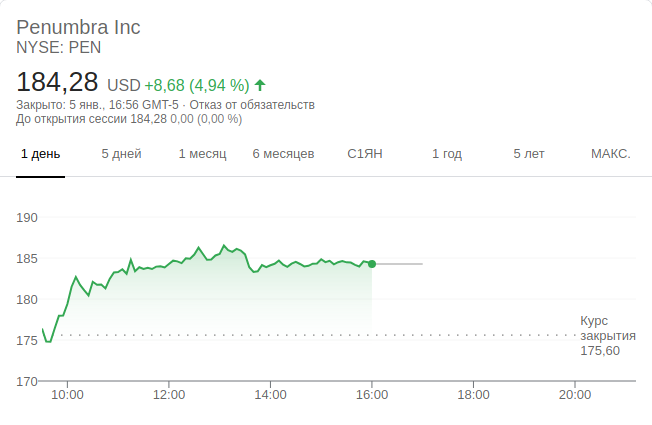 Penumbra Inc
NYSE: PEN
184,28 USD +8,68 (4,94 %)
Закрыто: 5 янв., 16:56 GMT-5 · Отказ от обязательств
До открытия сессии 184,28 0,00 (0,00 %)
1 день 5 дней 1 месяц 6 месяцев С1ЯН 1 год 5 лет МАКС.
190
185
180
Курс
закрытия
175,60
175
170
10:00 12:00 14:00 16:00 18:00 20:00